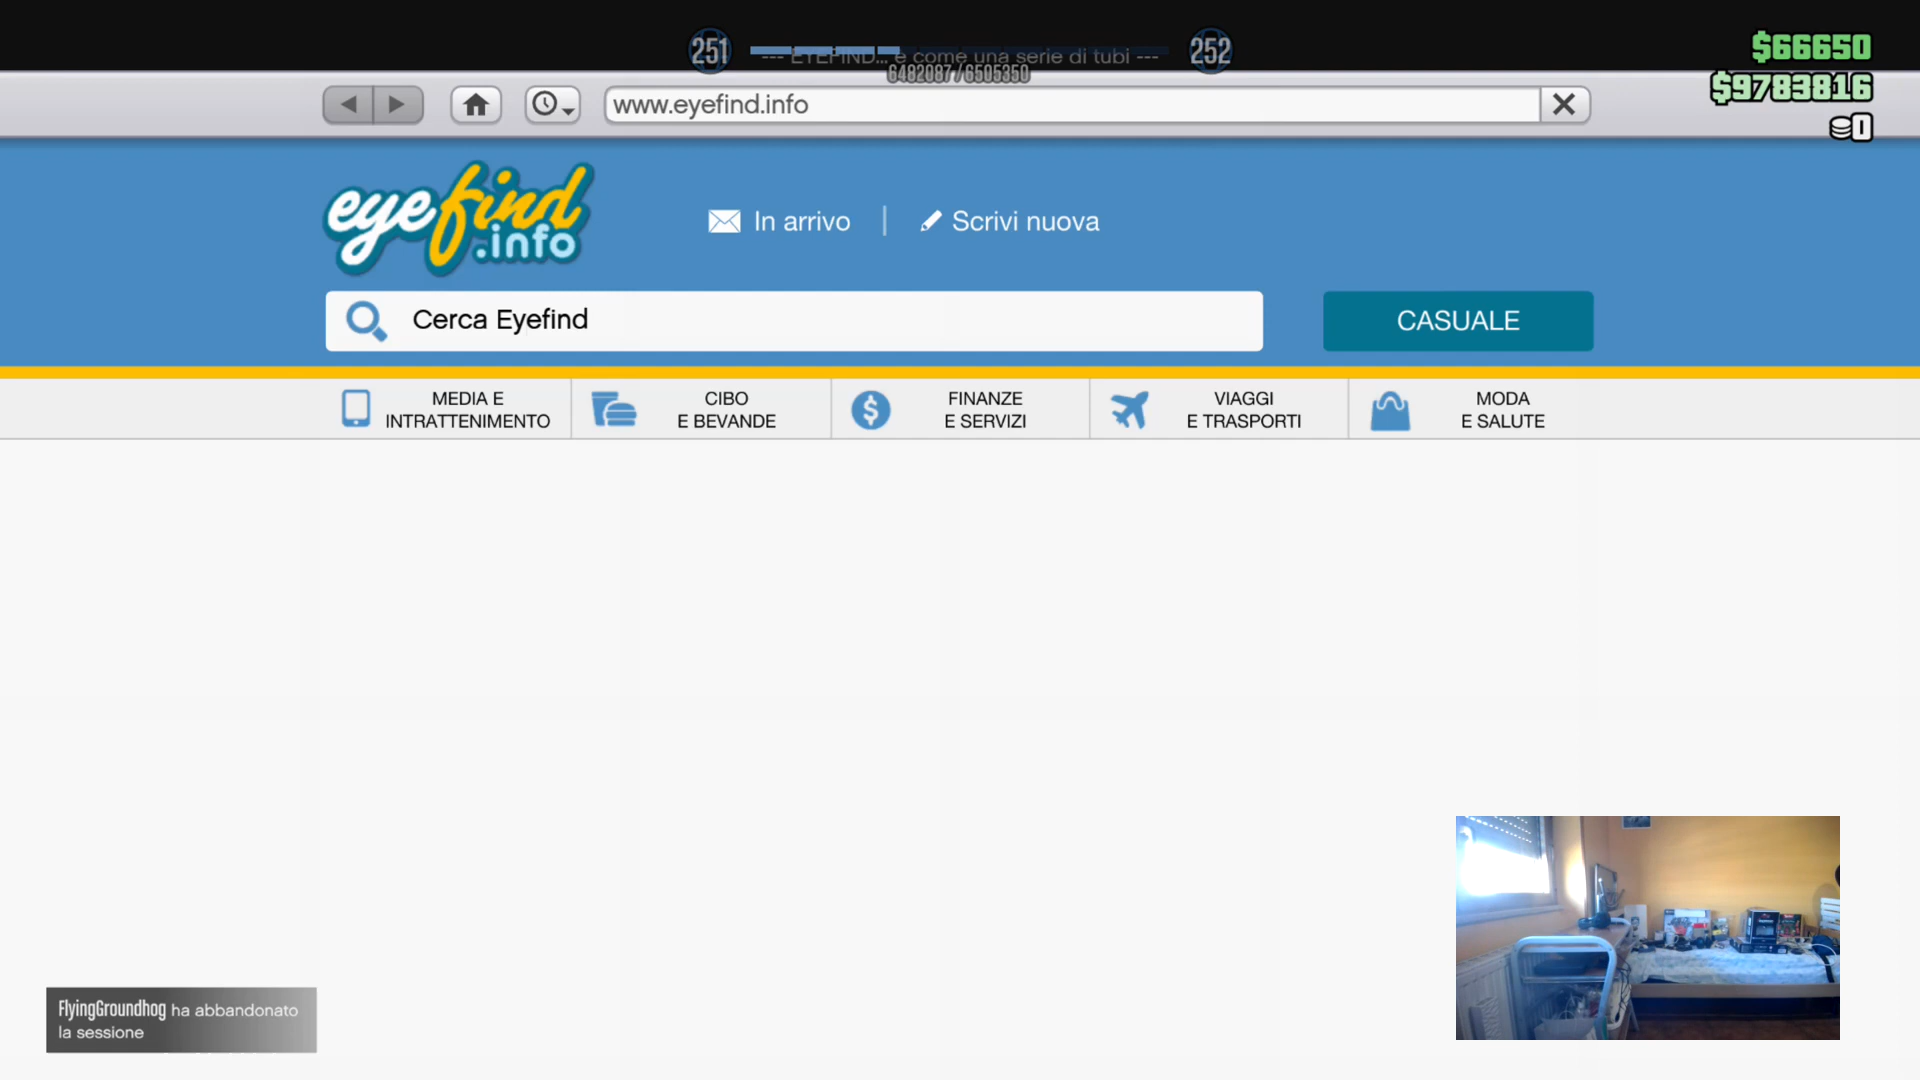 251
252
--- EYEFIND... è come una serie di tubi ---
6482087/6505350
$66650
$9783816
1
www.eyefind.info
eyefind
.info
In arrivo
Scrivi nuova
Cerca Eyefind
CASUALE
MEDIA E
INTRATTENIMENTO
CIBO
E BEVANDE
FINANZE
E SERVIZI
VIAGGI
E TRASPORTI
MODA
E SALUTE
FlyingGroundhog ha abbandonato
la sessione